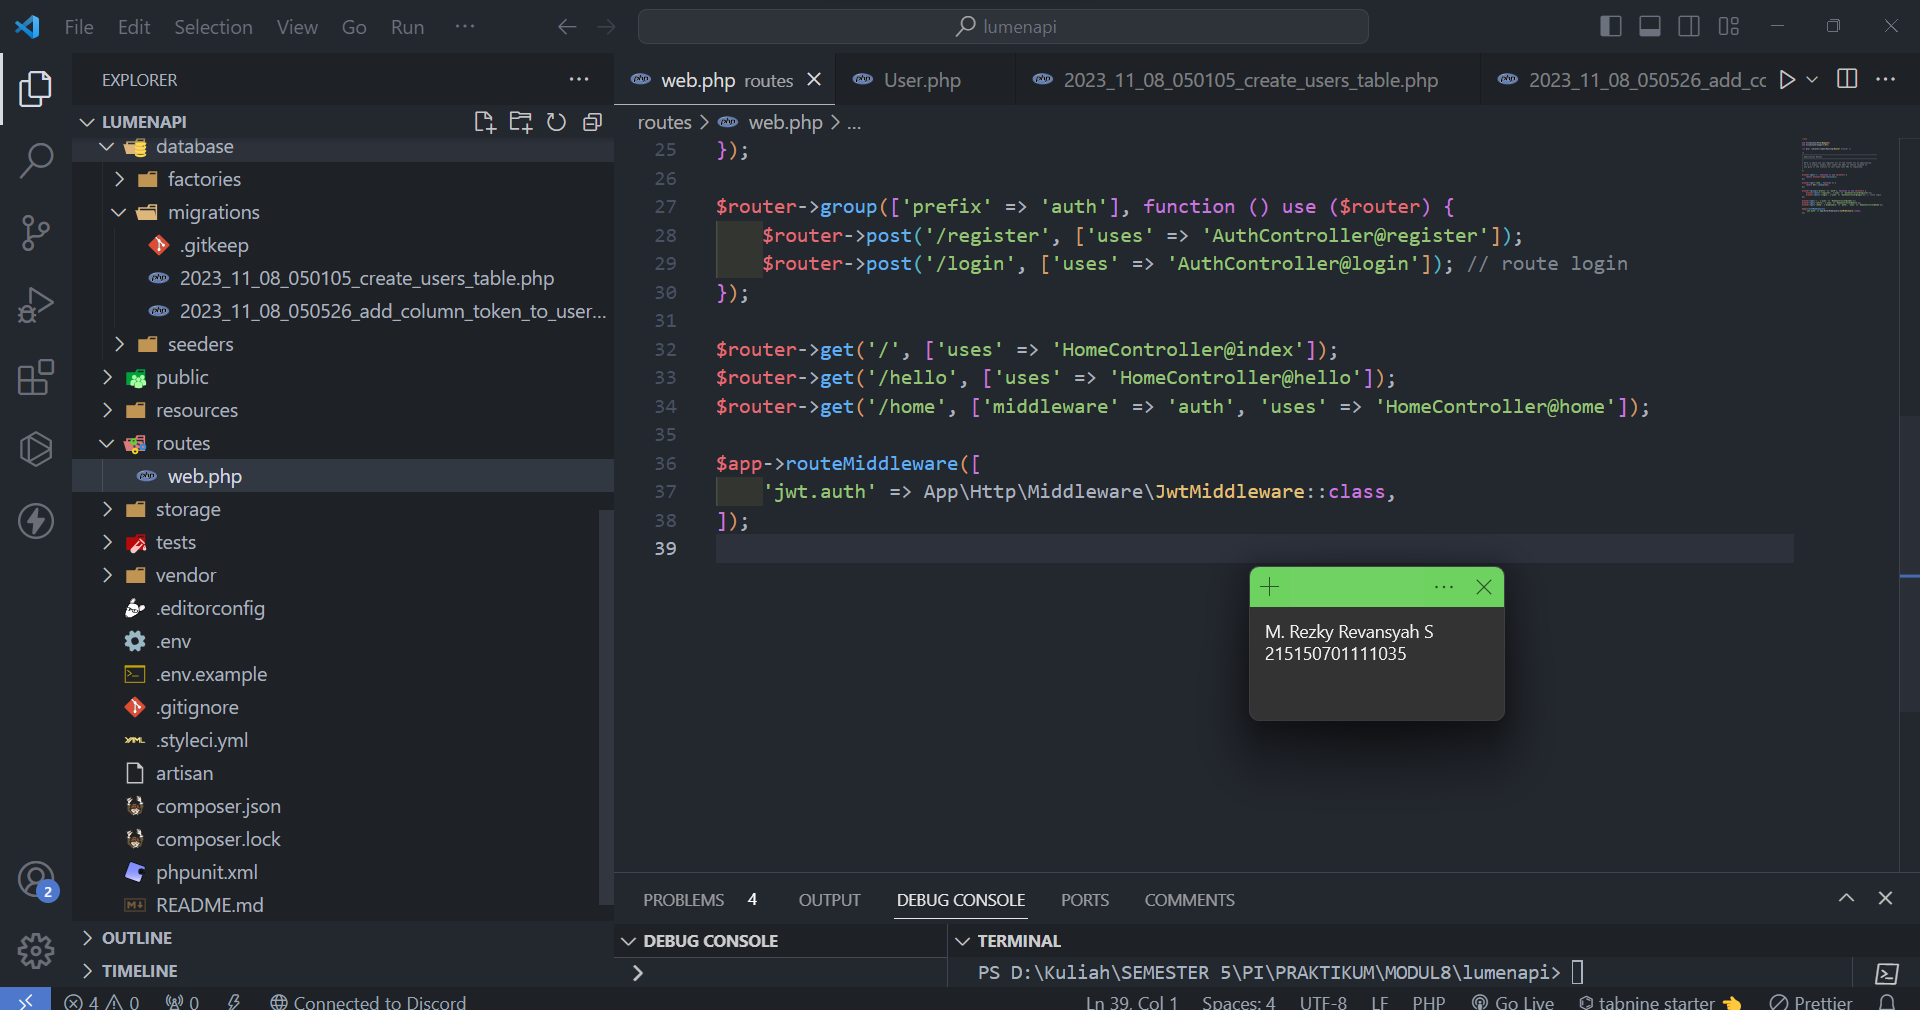 File Edit Selection View Go Run ··· lumenapi
EXPLORER ···
LUMENAPI
database
factories
migrations
.gitkeep
2023_11_08_050105_create_users_table.php
2023_11_08_050526_add_column_token_to_user...
seeders
public
resources
routes
web.php
storage
tests
vendor
.editorconfig
.env
.env.example
.gitignore
.styleci.yml
artisan
composer.json
composer.lock
phpunit.xml
README.md
OUTLINE
TIMELINE
web.php routes User.php 2023_11_08_050105_create_users_table.php 2023_11_08_050526_add_cc
routes > web.php > ...
25 });
26
27 $router->group(['prefix' => 'auth'], function () use ($router) {
28     $router->post('/register', ['uses' => 'AuthController@register']);
29     $router->post('/login', ['uses' => 'AuthController@login']); // route login
30 });
31
32 $router->get('/', ['uses' => 'HomeController@index']);
33 $router->get('/hello', ['uses' => 'HomeController@hello']);
34 $router->get('/home', ['middleware' => 'auth', 'uses' => 'HomeController@home']);
35
36 $app->routeMiddleware([
37     'jwt.auth' => App\Http\Middleware\JwtMiddleware::class,
38 ]);
39
M. Rezky Revansyah S
215150701111035
PROBLEMS 4 OUTPUT DEBUG CONSOLE PORTS COMMENTS
DEBUG CONSOLE
TERMINAL
PS D:\Kuliah\SEMESTER 5\PI\PRAKTIKUM\MODUL8\lumenapi>
2
4 0 0 Connected to Discord Ln 39, Col 1 Spaces: 4 UTF-8 LF PHP Go Live tabnine starter Prettier